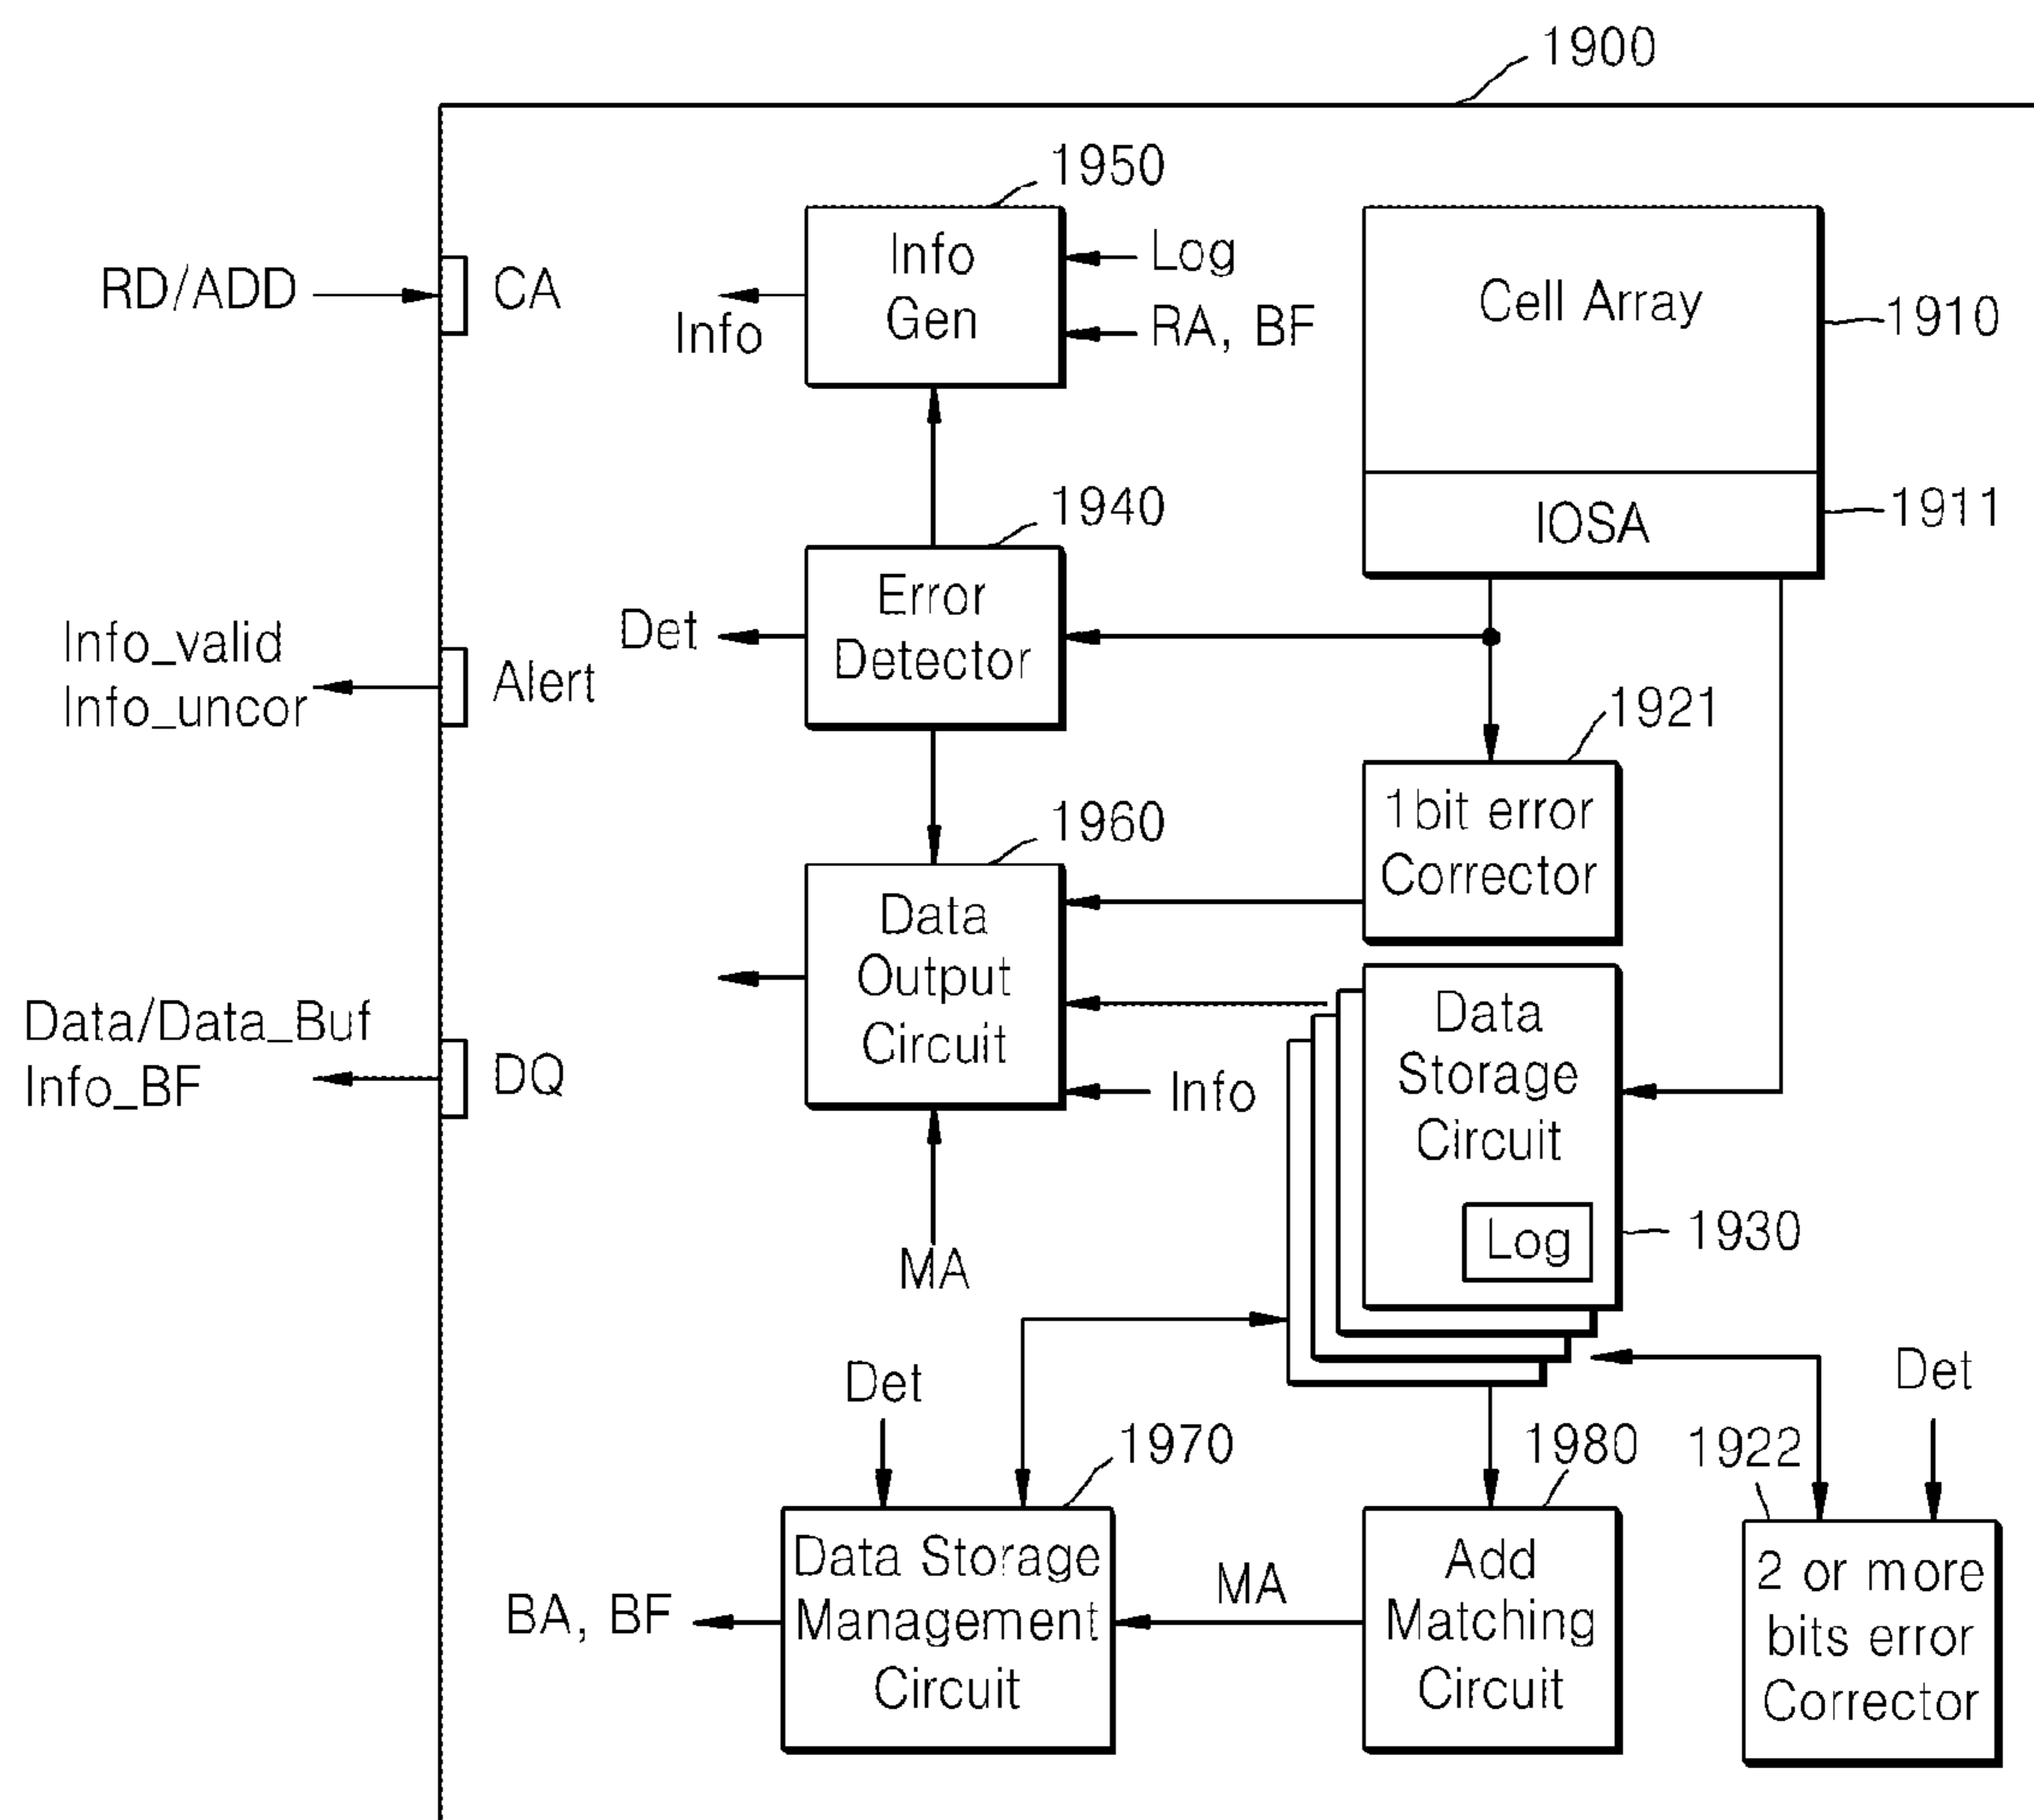 1900
1950
Info
Gen
Log
RA, BF
Info
RD/ADD
CA
Cell Array
1910
IOSA
1911
1940
Error
Detector
Det
Info_valid
Info_uncor
Alert
1921
1bit error
Corrector
1960
Data
Output
Circuit
Info
MA
Data/Data_Buf
Info_BF
DQ
Data
Storage
Circuit
Log
1930
Det
1970
Data Storage
Management
Circuit
BA, BF
MA
1980
Add
Matching
Circuit
1922
Det
2 or more
bits error
Corrector